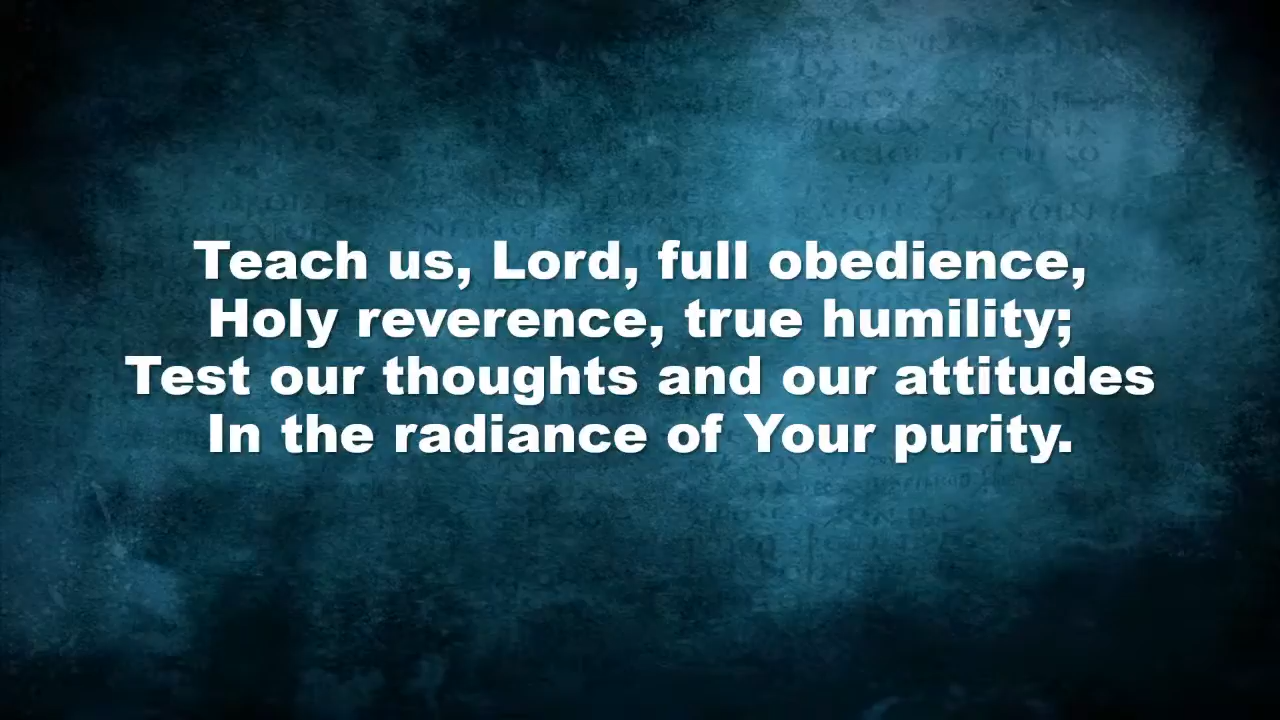 Teach us, Lord, full obedience,
Holy reverence, true humility;
Test our thoughts and our attitudes
In the radiance of Your purity.